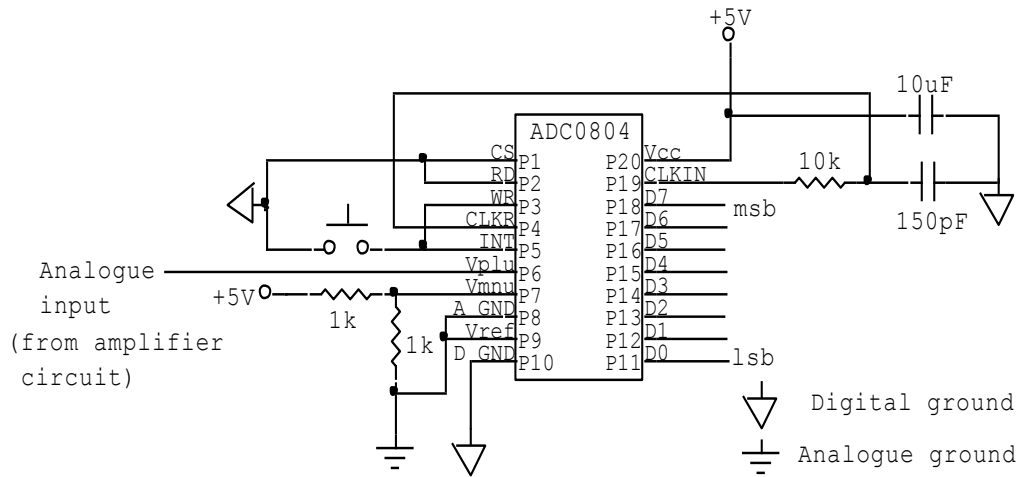 +5V
10uF
ADC0804
CS P1 P20 Vcc
10k
RD P2 P19 CLKIN
WR P3 P18 D7 msb
CLKR P4 P17 D6
150pF
INT P5 P16 D5
Analogue
input
(from amplifier
circuit)
Vplu P6 P15 D4
+5V
Vmnu P7 P14 D3
1k
A GND P8 P13 D2
1k
Vref P9 P12 D1
D GND P10 P11 D0 lsb
Digital ground
Analogue ground